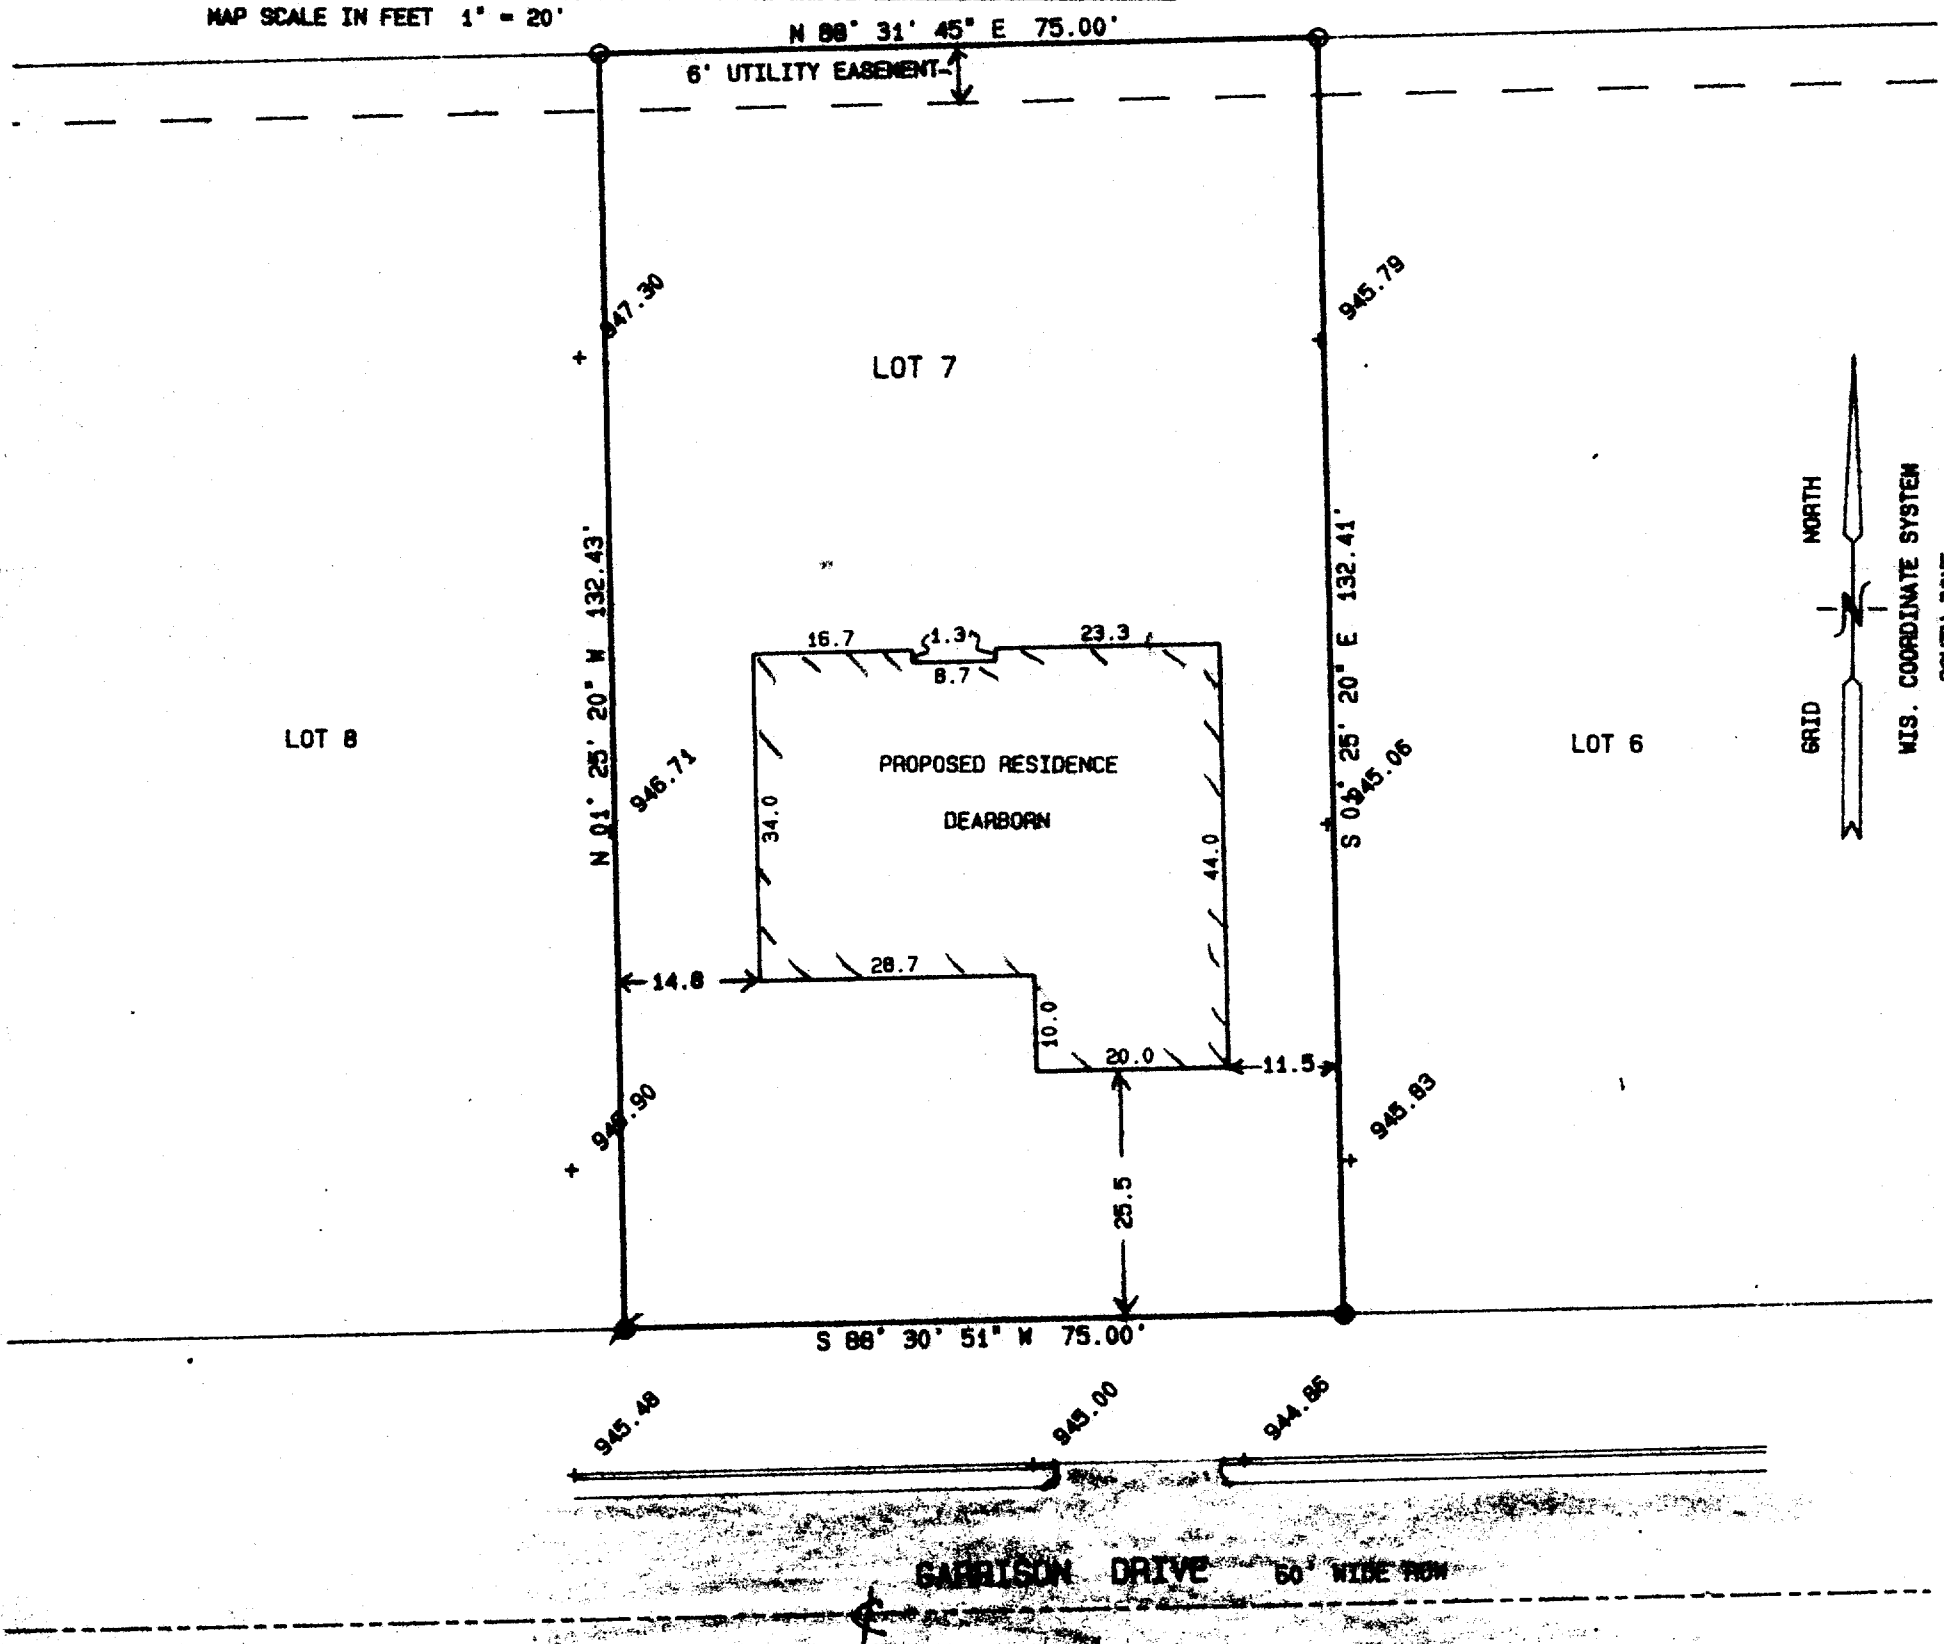 MAP SCALE IN FEET 1" = 20'
N 88° 31' 45" E 75.00'
6' UTILITY EASEMENT
947.30
945.79
LOT 7
N 01° 25' 20" W 132.43'
S 01° 25' 20" E 132.41'
GRID NORTH
WIS. COORDINATE SYSTEM
16.7
1.3
23.3
8.7
LOT 8
946.71
34.0
PROPOSED RESIDENCE
DEARBORN
44.0
945.06
LOT 6
28.7
14.8
10.0
20.0
11.5
945.83
25.5
S 88° 30' 51" W 75.00'
945.48
945.00
944.86
GARRISON DRIVE 60' WIDE ROW